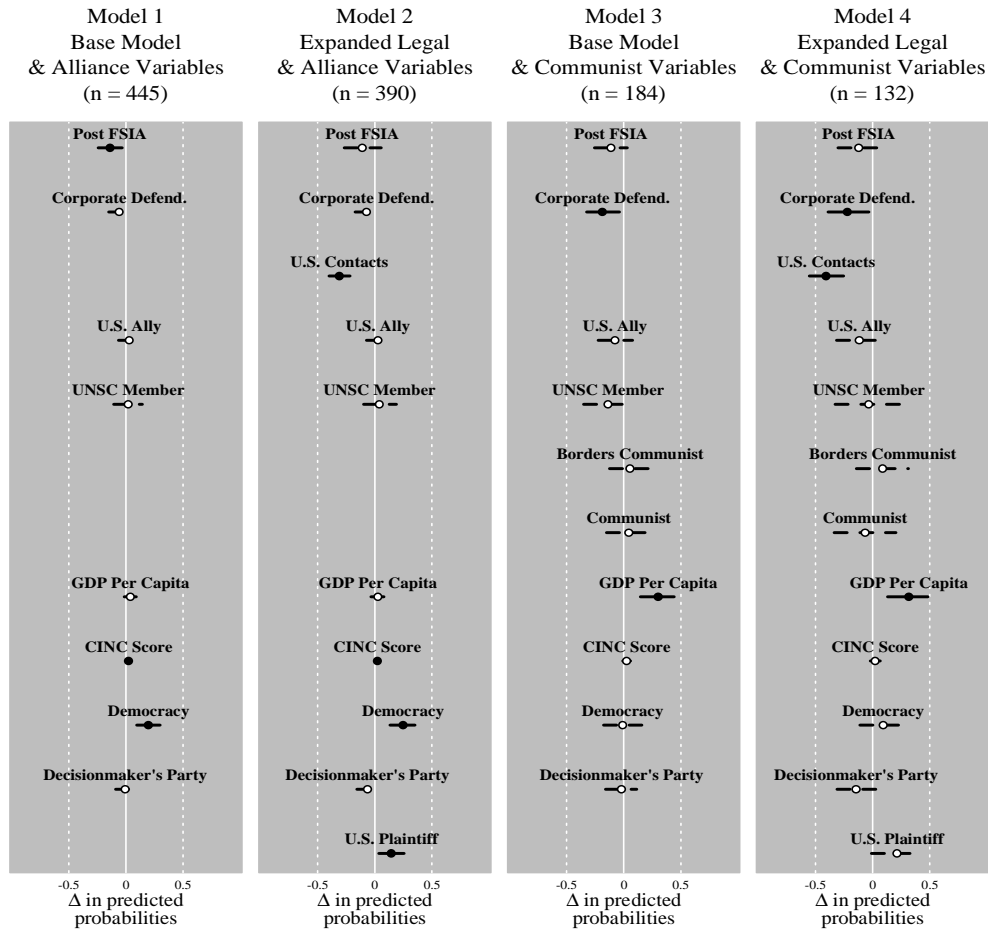 Model 1
Base Model
& Alliance Variables
(n = 445)
Post FSIA
Corporate Defend.
U.S. Ally
UNSC Member
GDP Per Capita
CINC Score
Democracy
Decisionmaker's Party
-0.5 0 0.5
Δ in predicted
probabilities
Model 2
Expanded Legal
& Alliance Variables
(n = 390)
Post FSIA
Corporate Defend.
U.S. Contacts
U.S. Ally
UNSC Member
GDP Per Capita
CINC Score
Democracy
Decisionmaker's Party
U.S. Plaintiff
-0.5 0 0.5
Δ in predicted
probabilities
Model 3
Base Model
& Communist Variables
(n = 184)
Post FSIA
Corporate Defend.
U.S. Ally
UNSC Member
Borders Communist
Communist
GDP Per Capita
CINC Score
Democracy
Decisionmaker's Party
-0.5 0 0.5
Δ in predicted
probabilities
Model 4
Expanded Legal
& Communist Variables
(n = 132)
Post FSIA
Corporate Defend.
U.S. Contacts
U.S. Ally
UNSC Member
Borders Communist
Communist
GDP Per Capita
CINC Score
Democracy
Decisionmaker's Party
U.S. Plaintiff
-0.5 0 0.5
Δ in predicted
probabilities